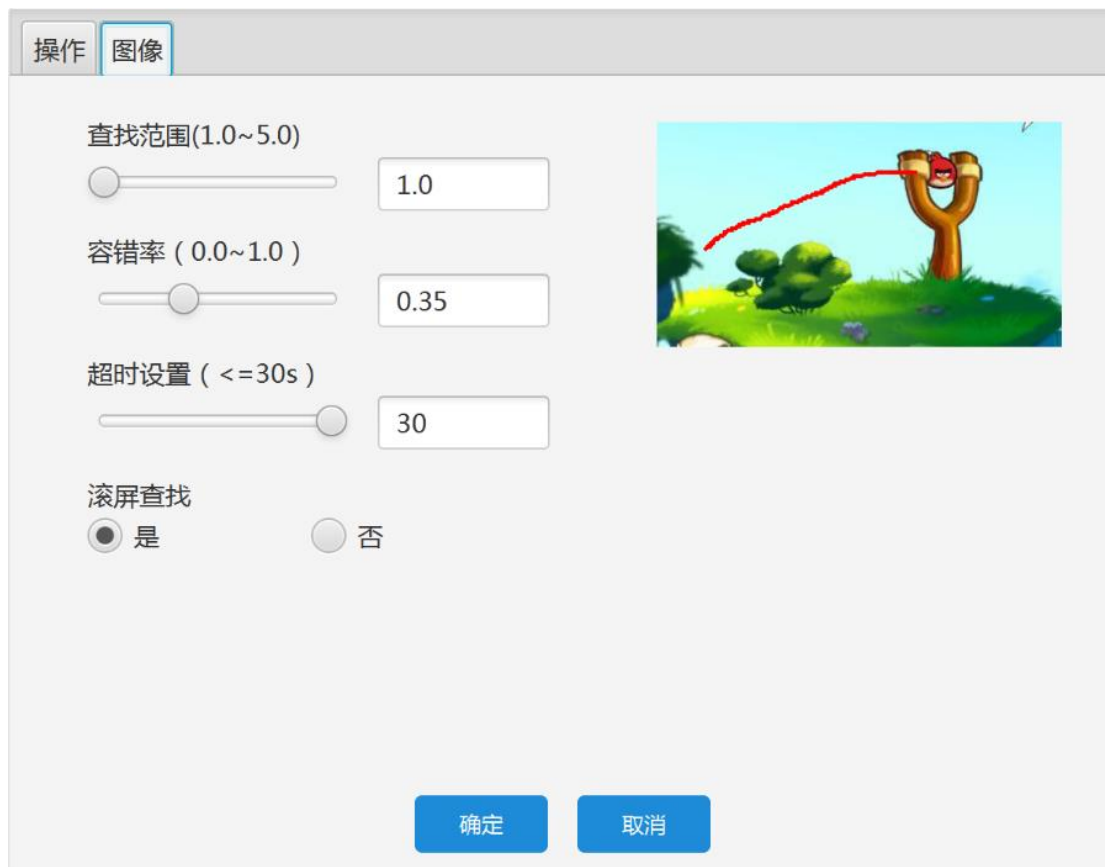 操作 图像
查找范围(1.0~5.0)
1.0
容错率（0.0~1.0）
0.35
超时设置（<=30s）
30
滚屏查找
是 否
确定 取消